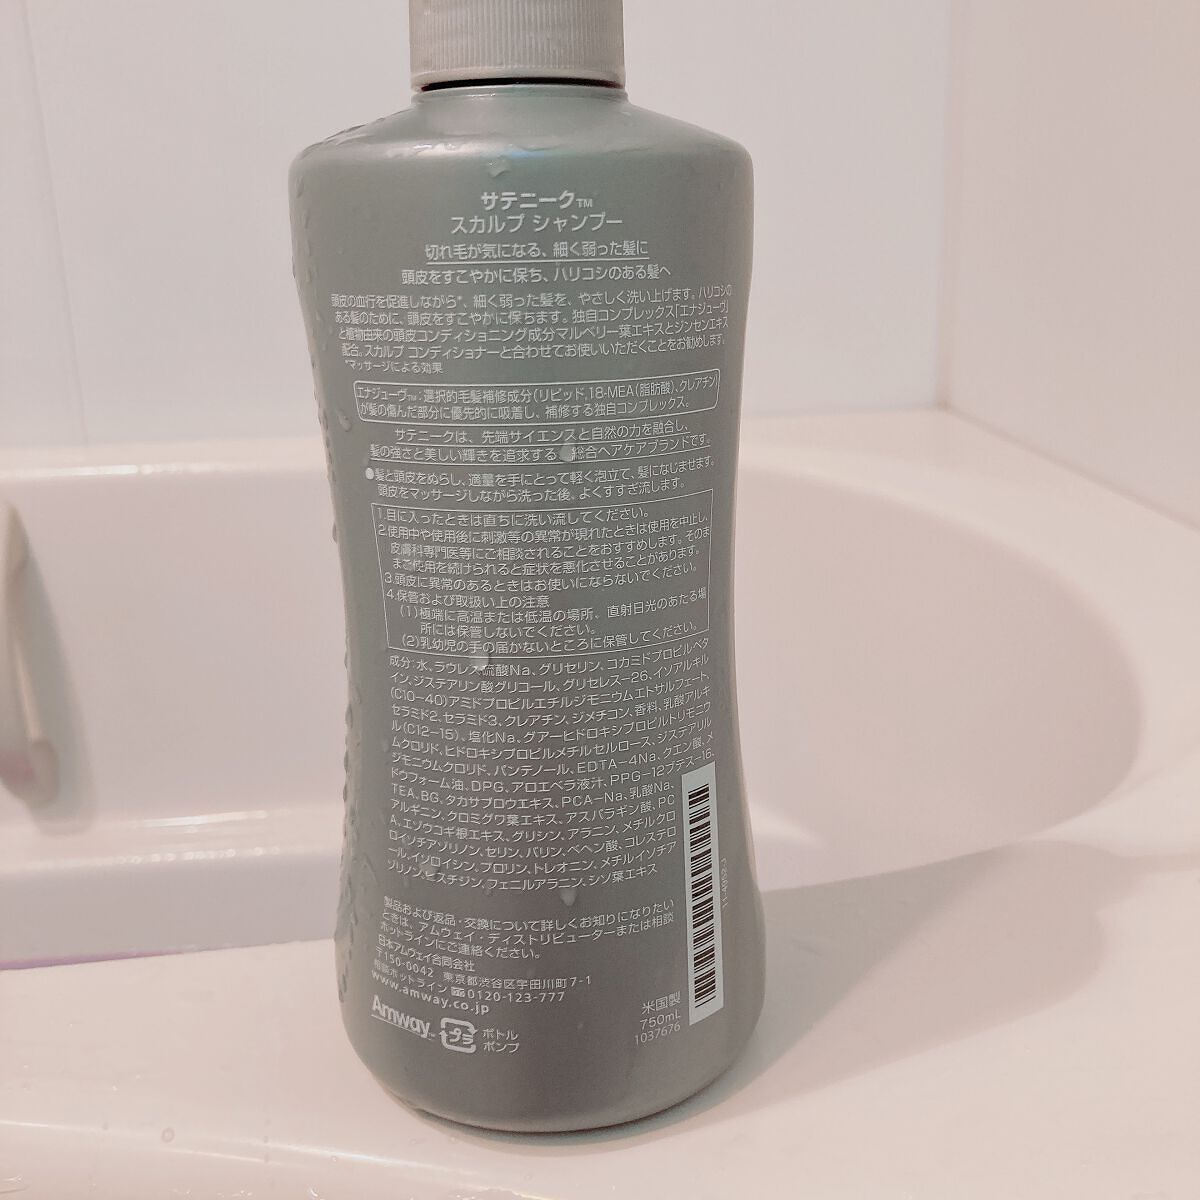 サテニーク™
スカルプ シャンプー
切れ毛が気になる、細く弱った髪に
頭皮をすこやかに保ち、ハリコシのある髪へ
頭皮の血行を促進しながら*、細く弱った髪を、やさしく洗い上げます。ハリコシの
ある髪のために、頭皮をすこやかに保ちます。独自コンプレックス「エナジューヴ」
と植物由来の頭皮コンディショニング成分マルベリー葉エキスとジンセンエキス
配合。スカルプ コンディショナーと合わせてお使いいただくことをお勧めします。
*マッサージによる効果
エナジューヴ™:選択的毛髪補修成分(リピッド,18-MEA(脂肪酸)、クレアチン)
が髪の傷んだ部分に優先的に吸着し、補修する独自コンプレックス。
サテニークは、先端サイエンスと自然の力を融合し、
髪の強さと美しい輝きを追求する 総合ヘアケアブランドです。
●髪と頭皮をぬらし、適量を手にとって軽く泡立て、髪になじませます。
頭皮をマッサージしながら洗った後、よくすすぎ流します。
1.目に入ったときは直ちに洗い流してください。
2.使用中や使用後に刺激等の異常が現れたときは使用を中止し、
皮膚科専門医等にご相談されることをおすすめします。そのま
まご使用を続けられると症状を悪化させることがあります。
3.頭皮に異常のあるときはお使いにならないでください。
4.保管および取扱い上の注意
(1)極端に高温または低温の場所、直射日光のあたる場
所には保管しないでください。
(2)乳幼児の手の届かないところに保管してください。
成分:水、ラウレス硫酸Na、グリセリン、コカミドプロピルベタ
イン、ジステアリン酸グリコール、グリセレス-26、イソアルキル
(C10-40)アミドプロピルエチルジモニウムエトサルフェート、
セラミド2、セラミド3、クレアチン、ジメチコン、香料、乳酸アルキ
ル(C12-15)、塩化Na、グアーヒドロキシプロピルトリモニウ
ムクロリド、ヒドロキシプロピルメチルセルロース、ジステアリル
ジモニウムクロリド、パンテノール、EDTA-4Na、クエン酸、メ
ドウフォーム油、DPG、アロエベラ液汁、PPG-12ブテス-16、
TEA、BG、タカサブロウエキス、PCA-Na、乳酸Na、
アルギニン、クロミグワ葉エキス、アスパラギン酸、PC
A、エゾウコギ根エキス、グリシン、アラニン、メチルクロ
ロイソチアゾリノン、セリン、バリン、ベヘン酸、コレステロ
ール、イソロイシン、プロリン、トレオニン、メチルイソチア
ゾリノン、ヒスチジン、フェニルアラニン、シソ葉エキス
製品および返品・交換について詳しくお知りになりたい
ときは、アムウェイ・ディストリビューターまたは相談
ホットラインにご連絡ください。
日本アムウェイ合同会社
〒150-0042 東京都渋谷区宇田川町7-1
相談ホットライン 0120-123-777
www.amway.co.jp
Amway™
プラ
ボトル
ポンプ
11-4952-J
米国製
750mL
1037676